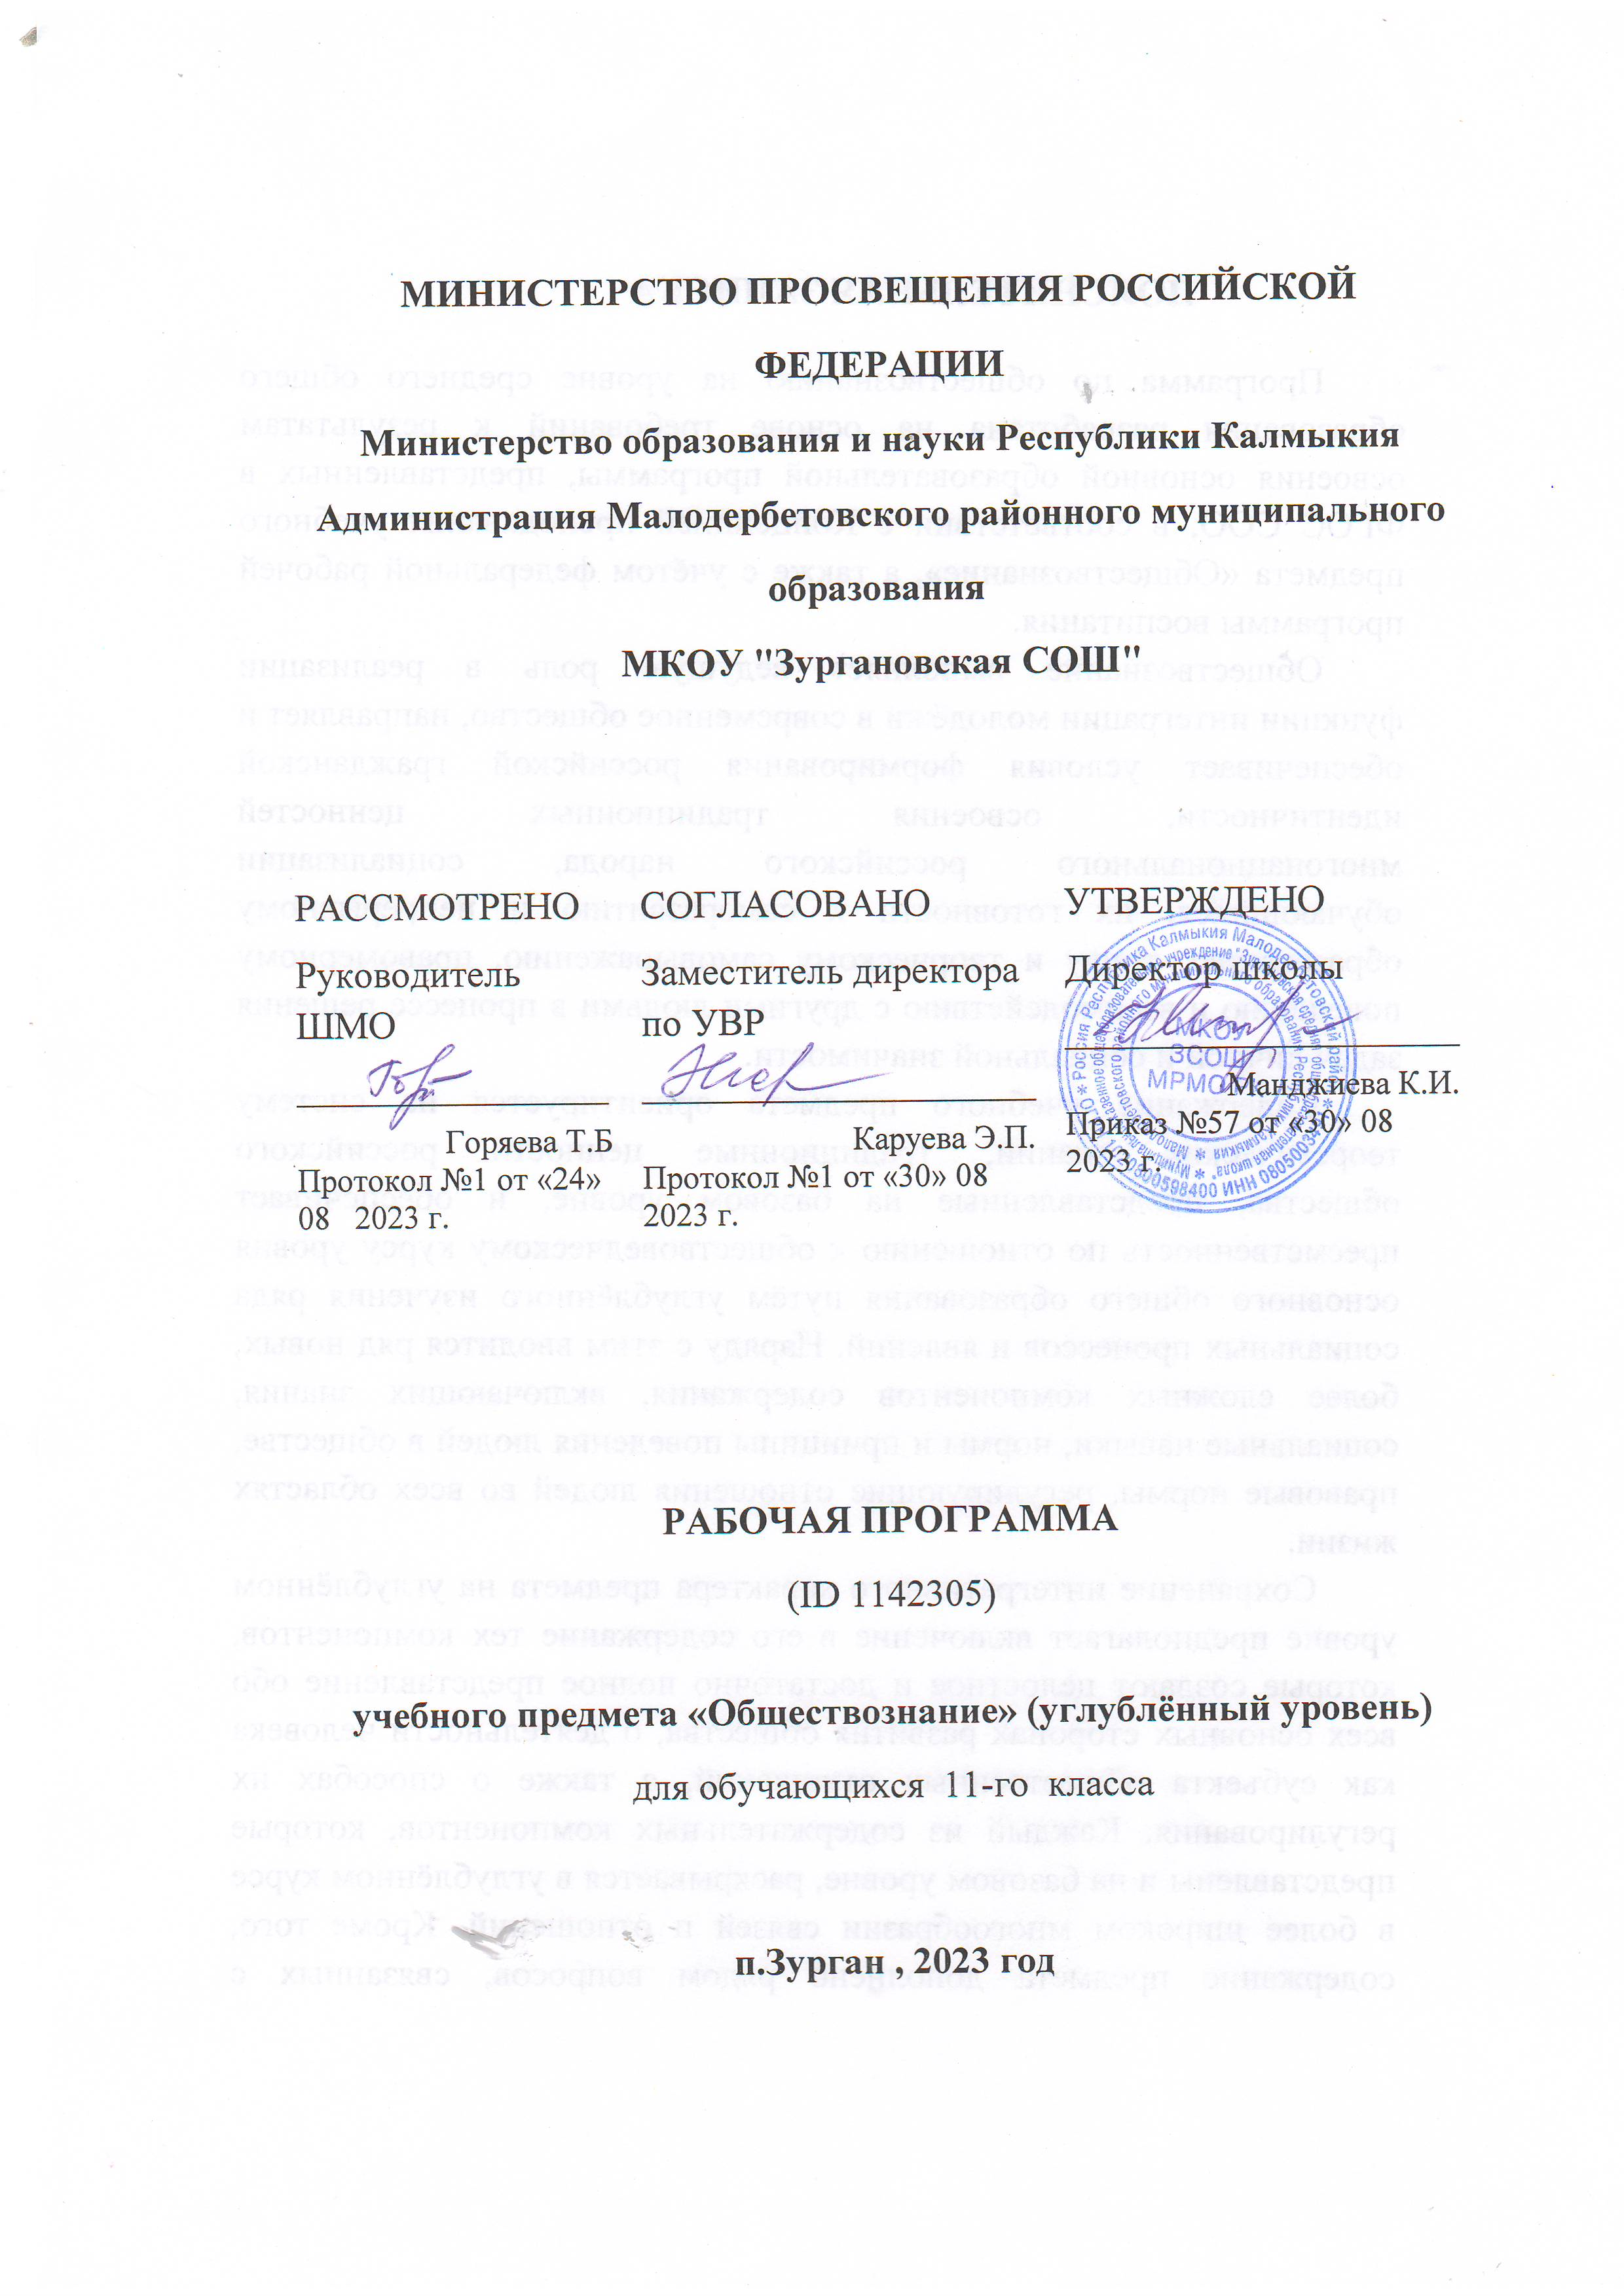 МИНИСТЕРСТВО ПРОСВЕЩЕНИЯ РОССИЙСКОЙ
ФЕДЕРАЦИИ
Министерство образования и науки Республики Калмыкия
Администрация Малодербетовского районного муниципального
образования
МКОУ "Зургановская СОШ"
РАССМОТРЕНО
Руководитель
ШМО
Горяева Т.Б
Протокол №1 от «24»
08 2023 г.
СОГЛАСОВАНО
Заместитель директора
по УВР
Каруева Э.П.
Протокол №1 от «30» 08
2023 г.
УТВЕРЖДЕНО
Директор школы
МКОУ
ЗСОШ
Манджиева К.И.
Приказ №57 от «30» 08
2023 г.
РАБОЧАЯ ПРОГРАММА
(ID 1142305)
учебного предмета «Обществознание» (углублённый уровень)
для обучающихся 11-го класса
п.Зурган , 2023 год